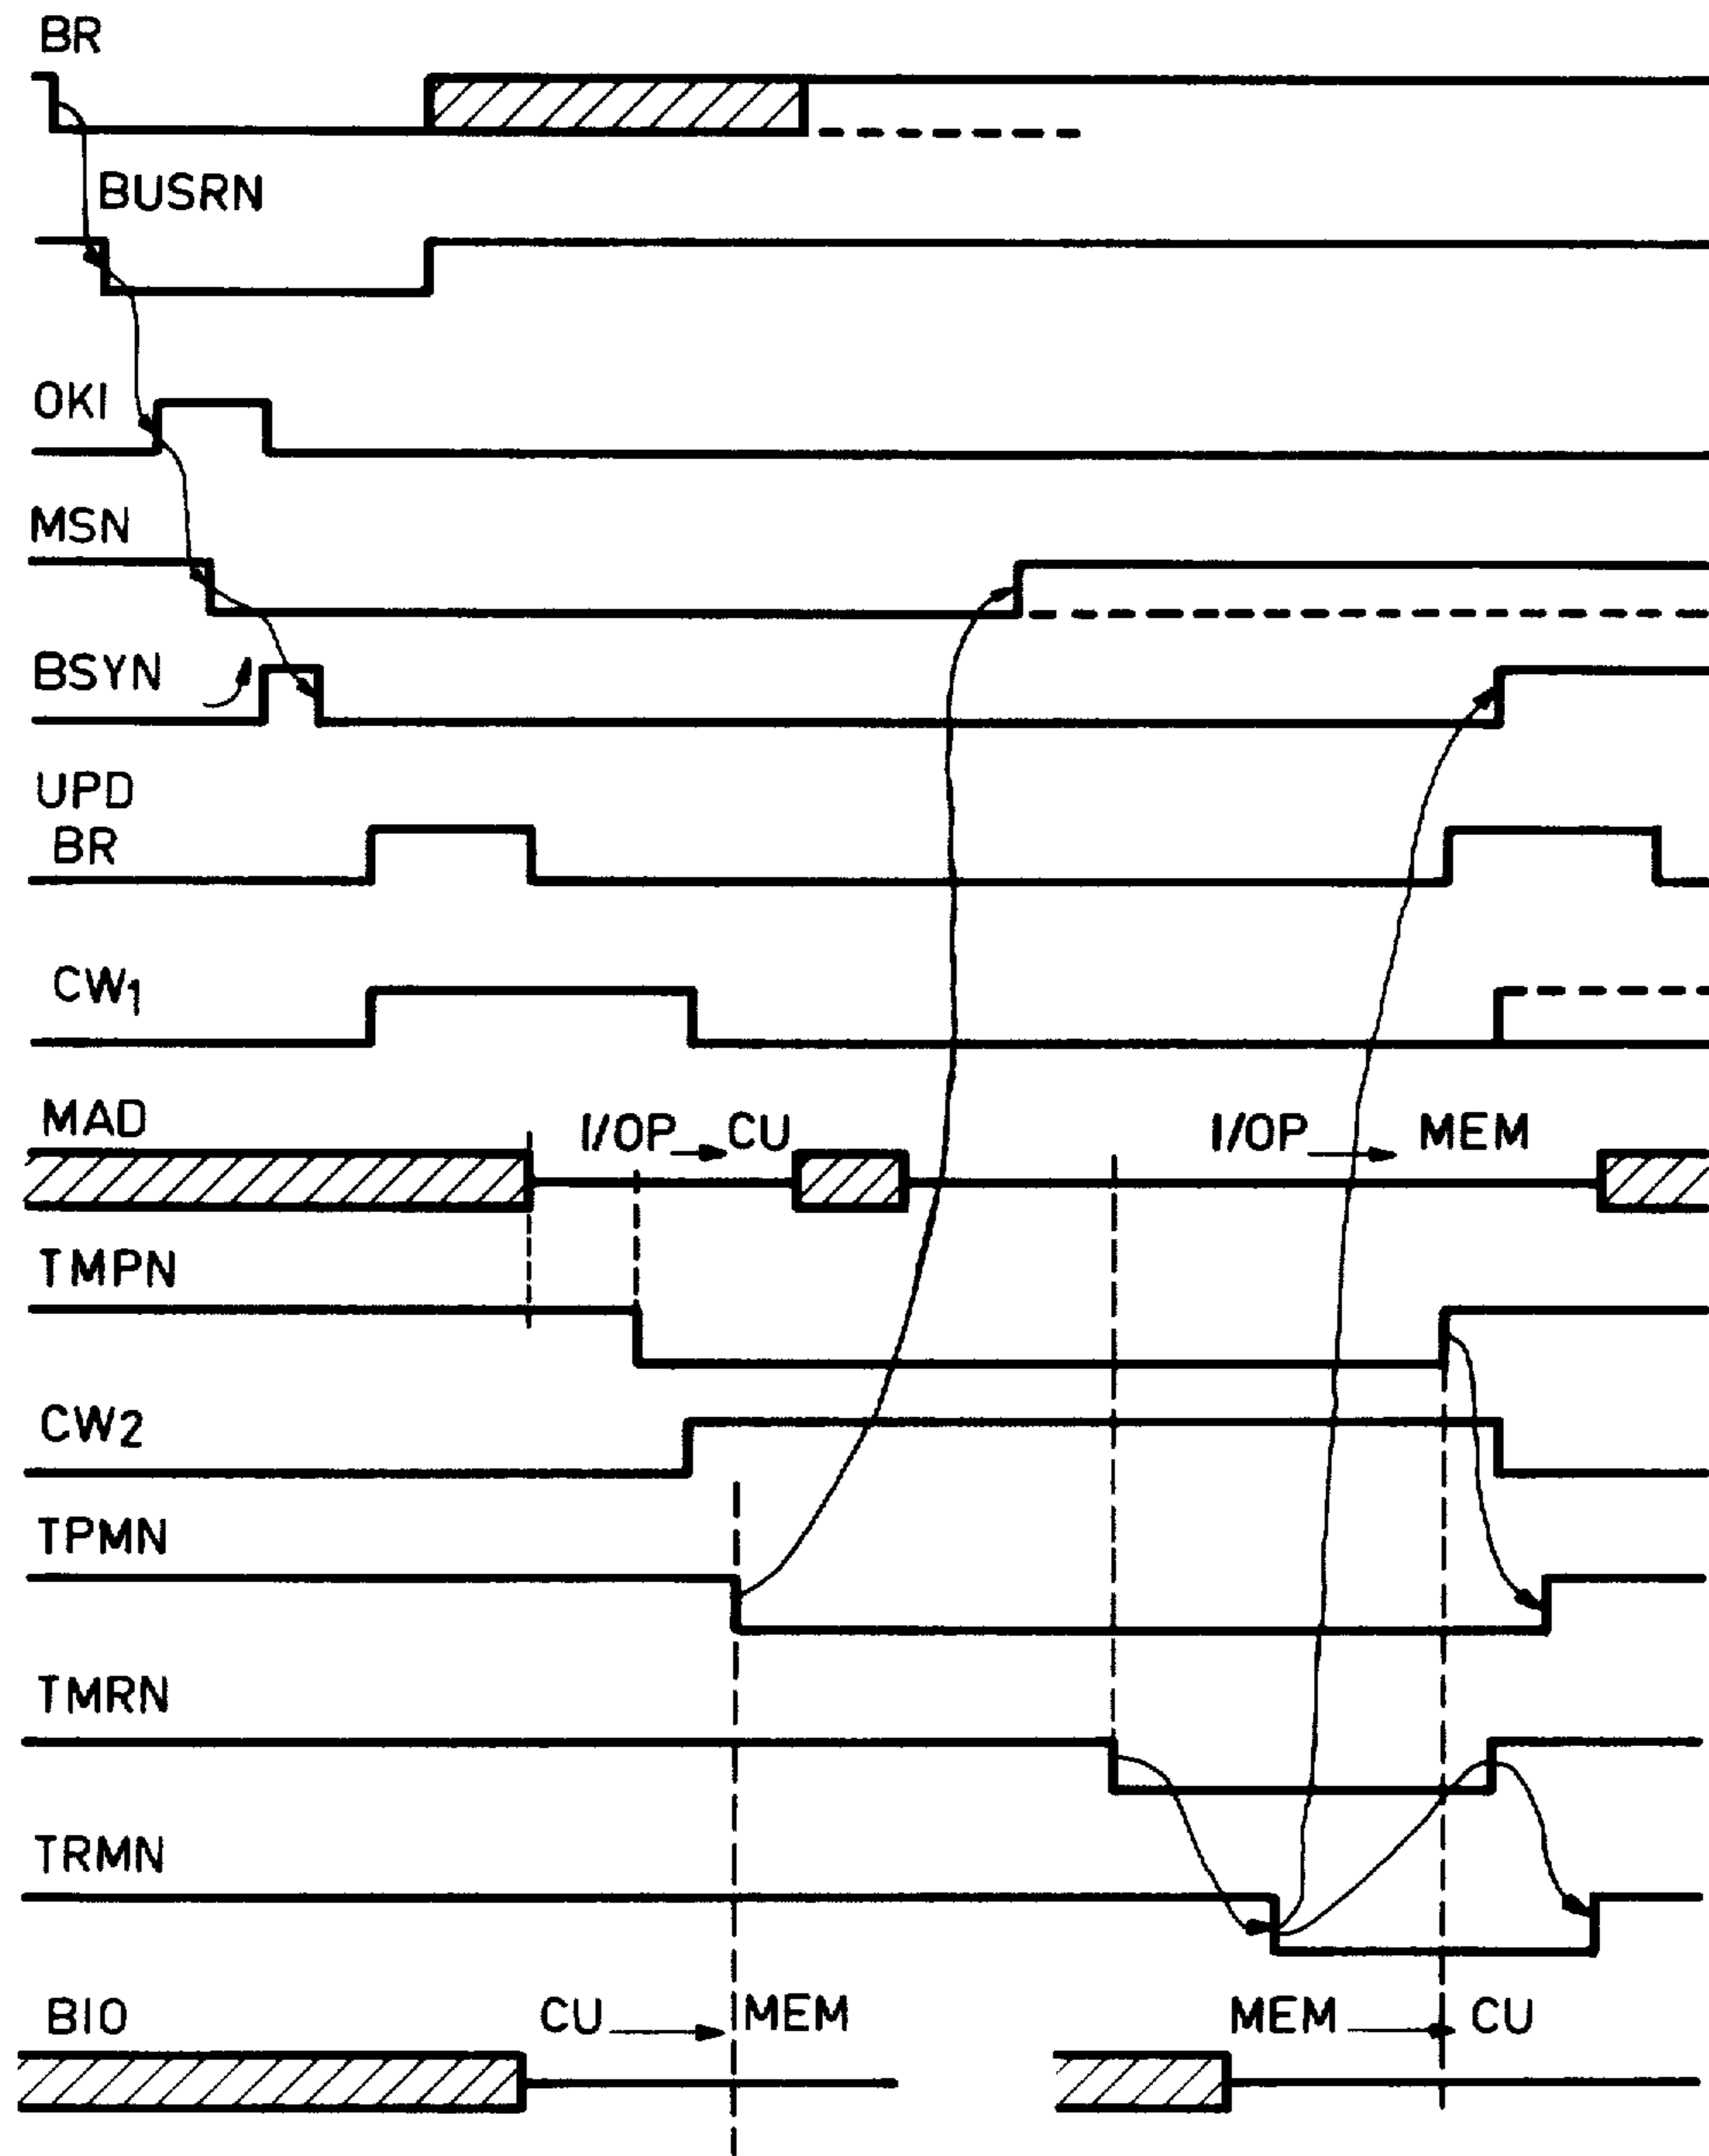 BR
BUSRN
OKI
MSN
BSYN
UPD
BR
CW1
MAD I/OP → CU I/OP → MEM
TMPN
CW2
TPMN
TMRN
TRMN
BIO CU → MEM MEM → CU